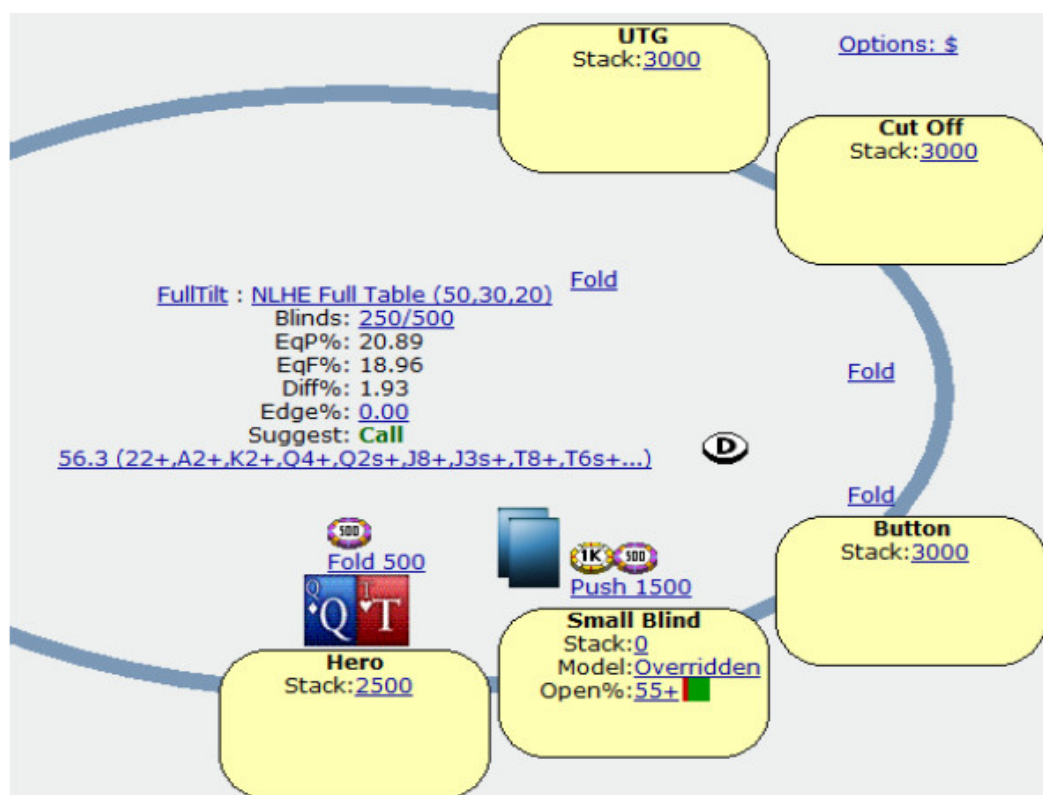 UTG
Stack:3000
Options: $
Cut Off
Stack:3000
Fold
FullTilt : NLHE Full Table (50,30,20)
Blinds: 250/500
EqP%: 20.89
EqF%: 18.96
Diff%: 1.93
Edge%: 0.00
Suggest: Call
56.3 (22+,A2+,K2+,Q4+,Q2s+,J8+,J3s+,T8+,T6s+...)
Fold
D
Fold
Button
Stack:3000
500
Fold 500
Q Q T T
1K 500
Push 1500
Small Blind
Stack:0
Model:Overridden
Open%:55+
Hero
Stack:2500